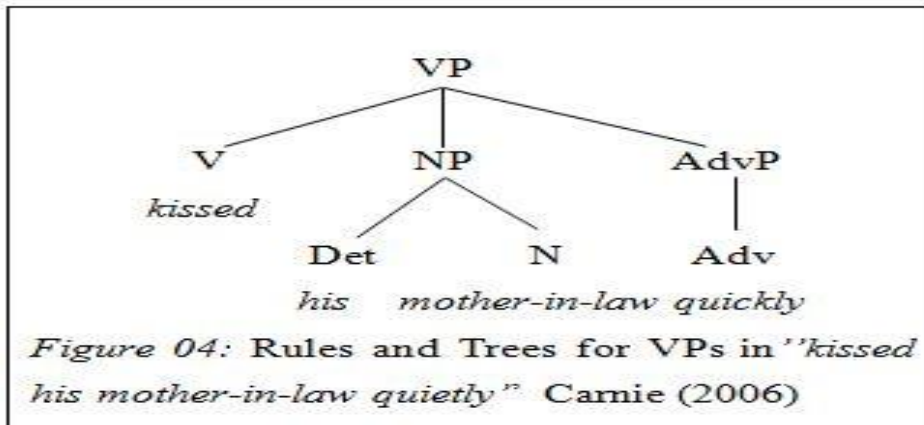 VP
V NP AdvP
kissed
Det N Adv
his mother-in-law quickly
Figure 04: Rules and Trees for VPs in "kissed
his mother-in-law quietly" Carnie (2006)